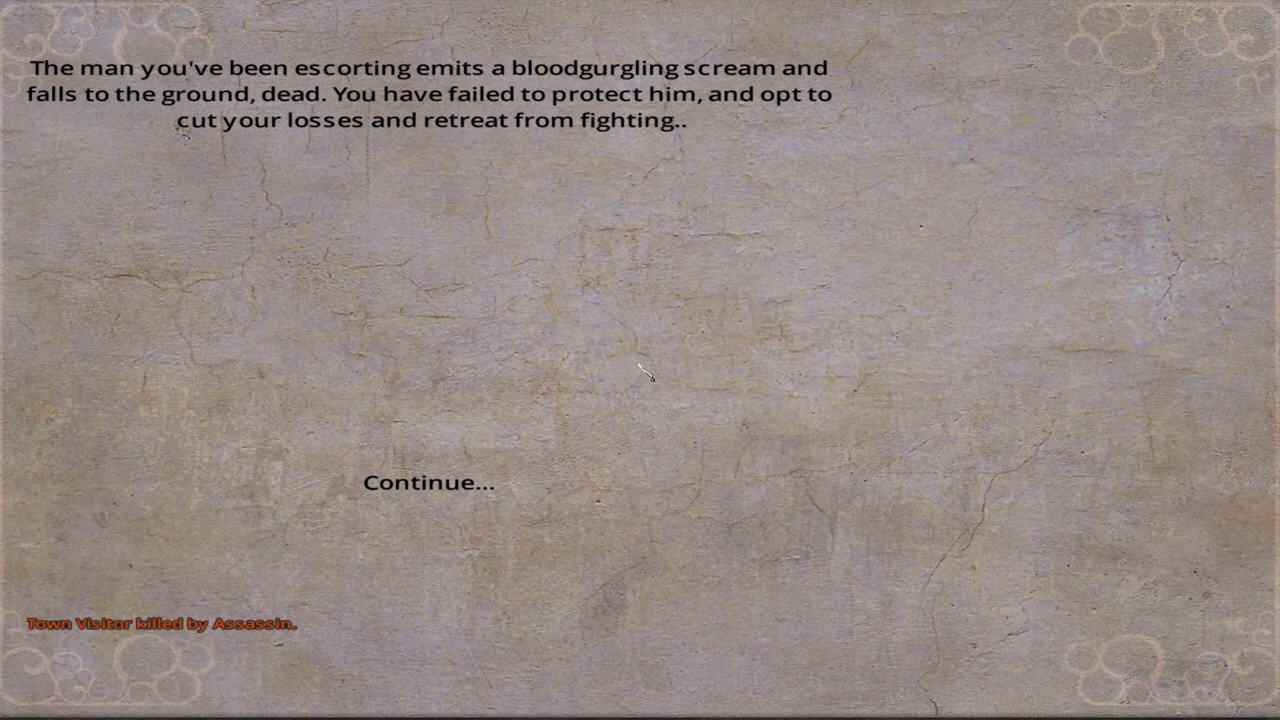 The man you've been escorting emits a bloodgurgling scream and
falls to the ground, dead. You have failed to protect him, and opt to
cut your losses and retreat from fighting..
Continue...
Town Visitor killed by Assassin.